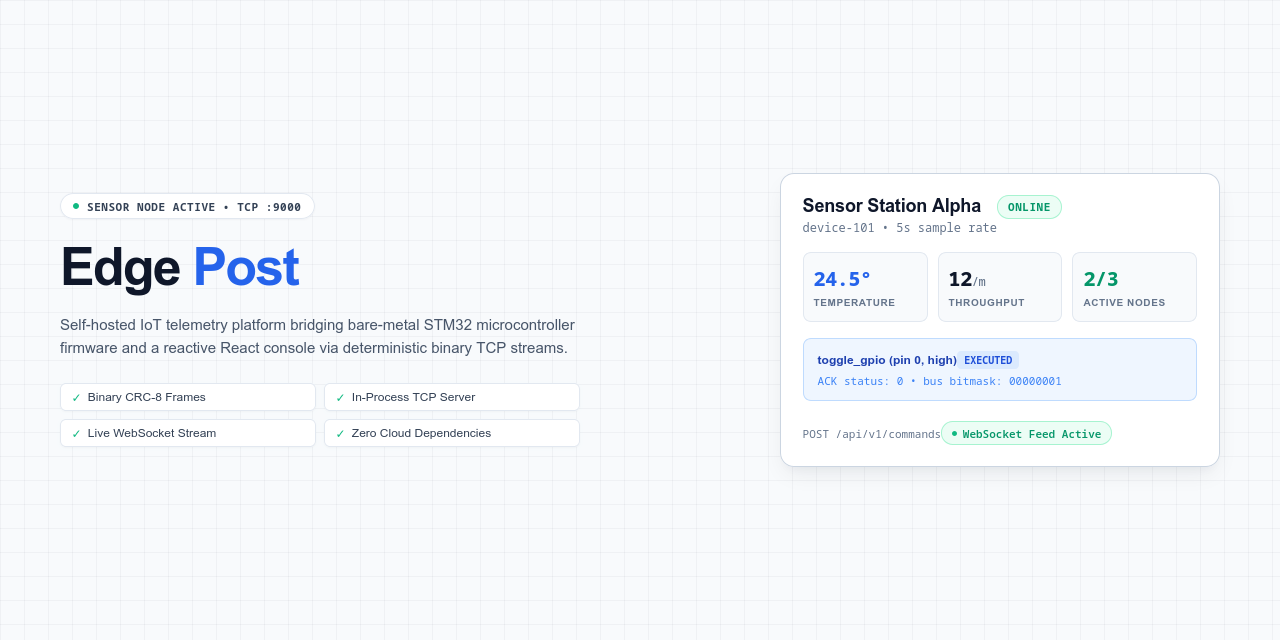 SENSOR NODE ACTIVE • TCP :9000
Edge Post
Self-hosted IoT telemetry platform bridging bare-metal STM32 microcontroller
firmware and a reactive React console via deterministic binary TCP streams.
✓ Binary CRC-8 Frames
✓ In-Process TCP Server
✓ Live WebSocket Stream
✓ Zero Cloud Dependencies
Sensor Station Alpha ONLINE
device-101 • 5s sample rate
24.5°
TEMPERATURE
12/m
THROUGHPUT
2/3
ACTIVE NODES
toggle_gpio (pin 0, high) EXECUTED
ACK status: 0 • bus bitmask: 00000001
POST /api/v1/commands WebSocket Feed Active